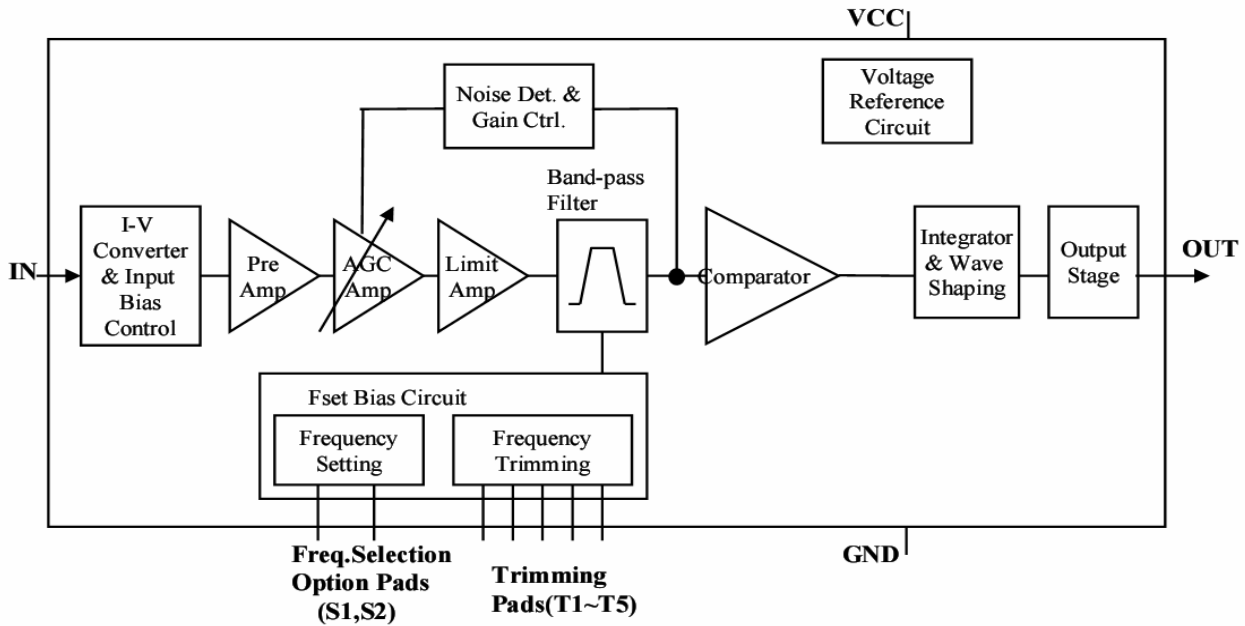 VCC
Noise Det. &
Gain Ctrl.
Voltage
Reference
Circuit
Band-pass
Filter
IN
I-V
Converter
& Input
Bias
Control
Pre
Amp
AGC
Amp
Limit
Amp
Comparator
Integrator
& Wave
Shaping
Output
Stage
OUT
Fset Bias Circuit
Frequency
Setting
Frequency
Trimming
Freq.Selection
Option Pads
(S1,S2)
Trimming
Pads(T1~T5)
GND